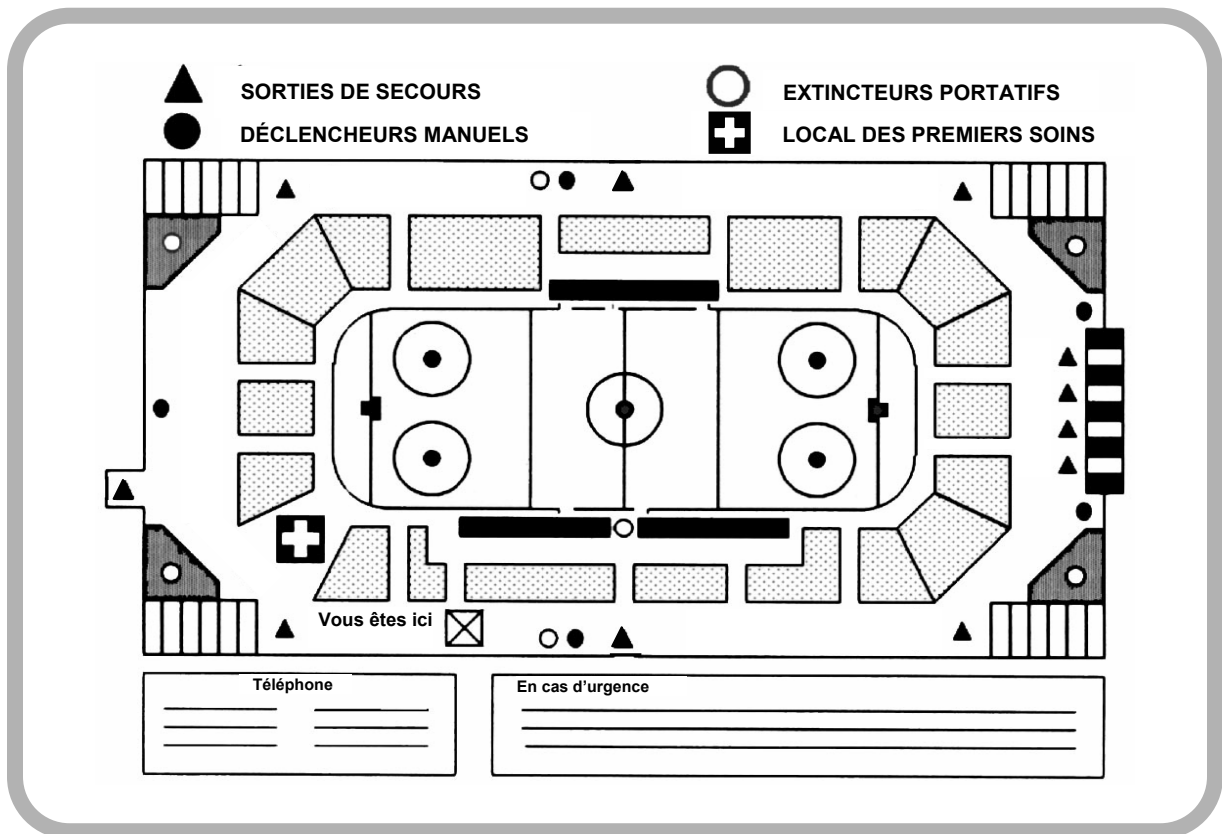 SORTIES DE SECOURS
EXTINCTEURS PORTATIFS
DÉCLENCHEURS MANUELS
LOCAL DES PREMIERS SOINS
Vous êtes ici
Téléphone
En cas d’urgence